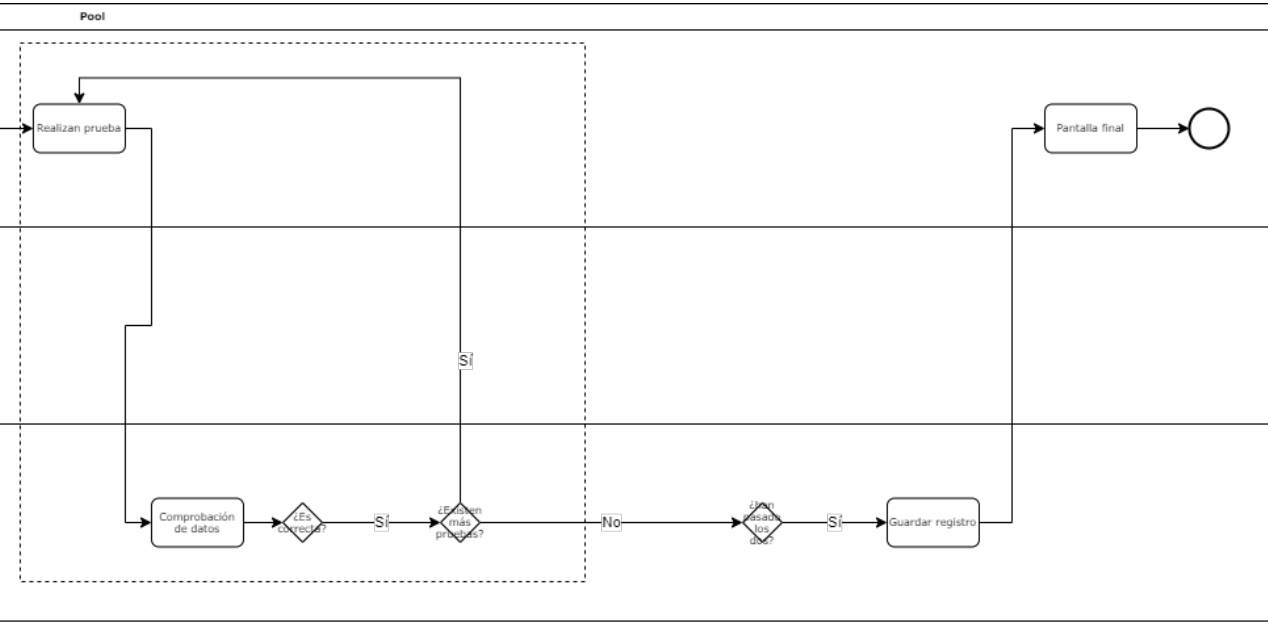 Pool
Realizan prueba
Pantalla final
Sí
Comprobación
de datos
¿Es
correcta?
Sí
¿Existen
más
pruebas?
No
¿han
pasado
los
dos?
Sí
Guardar registro